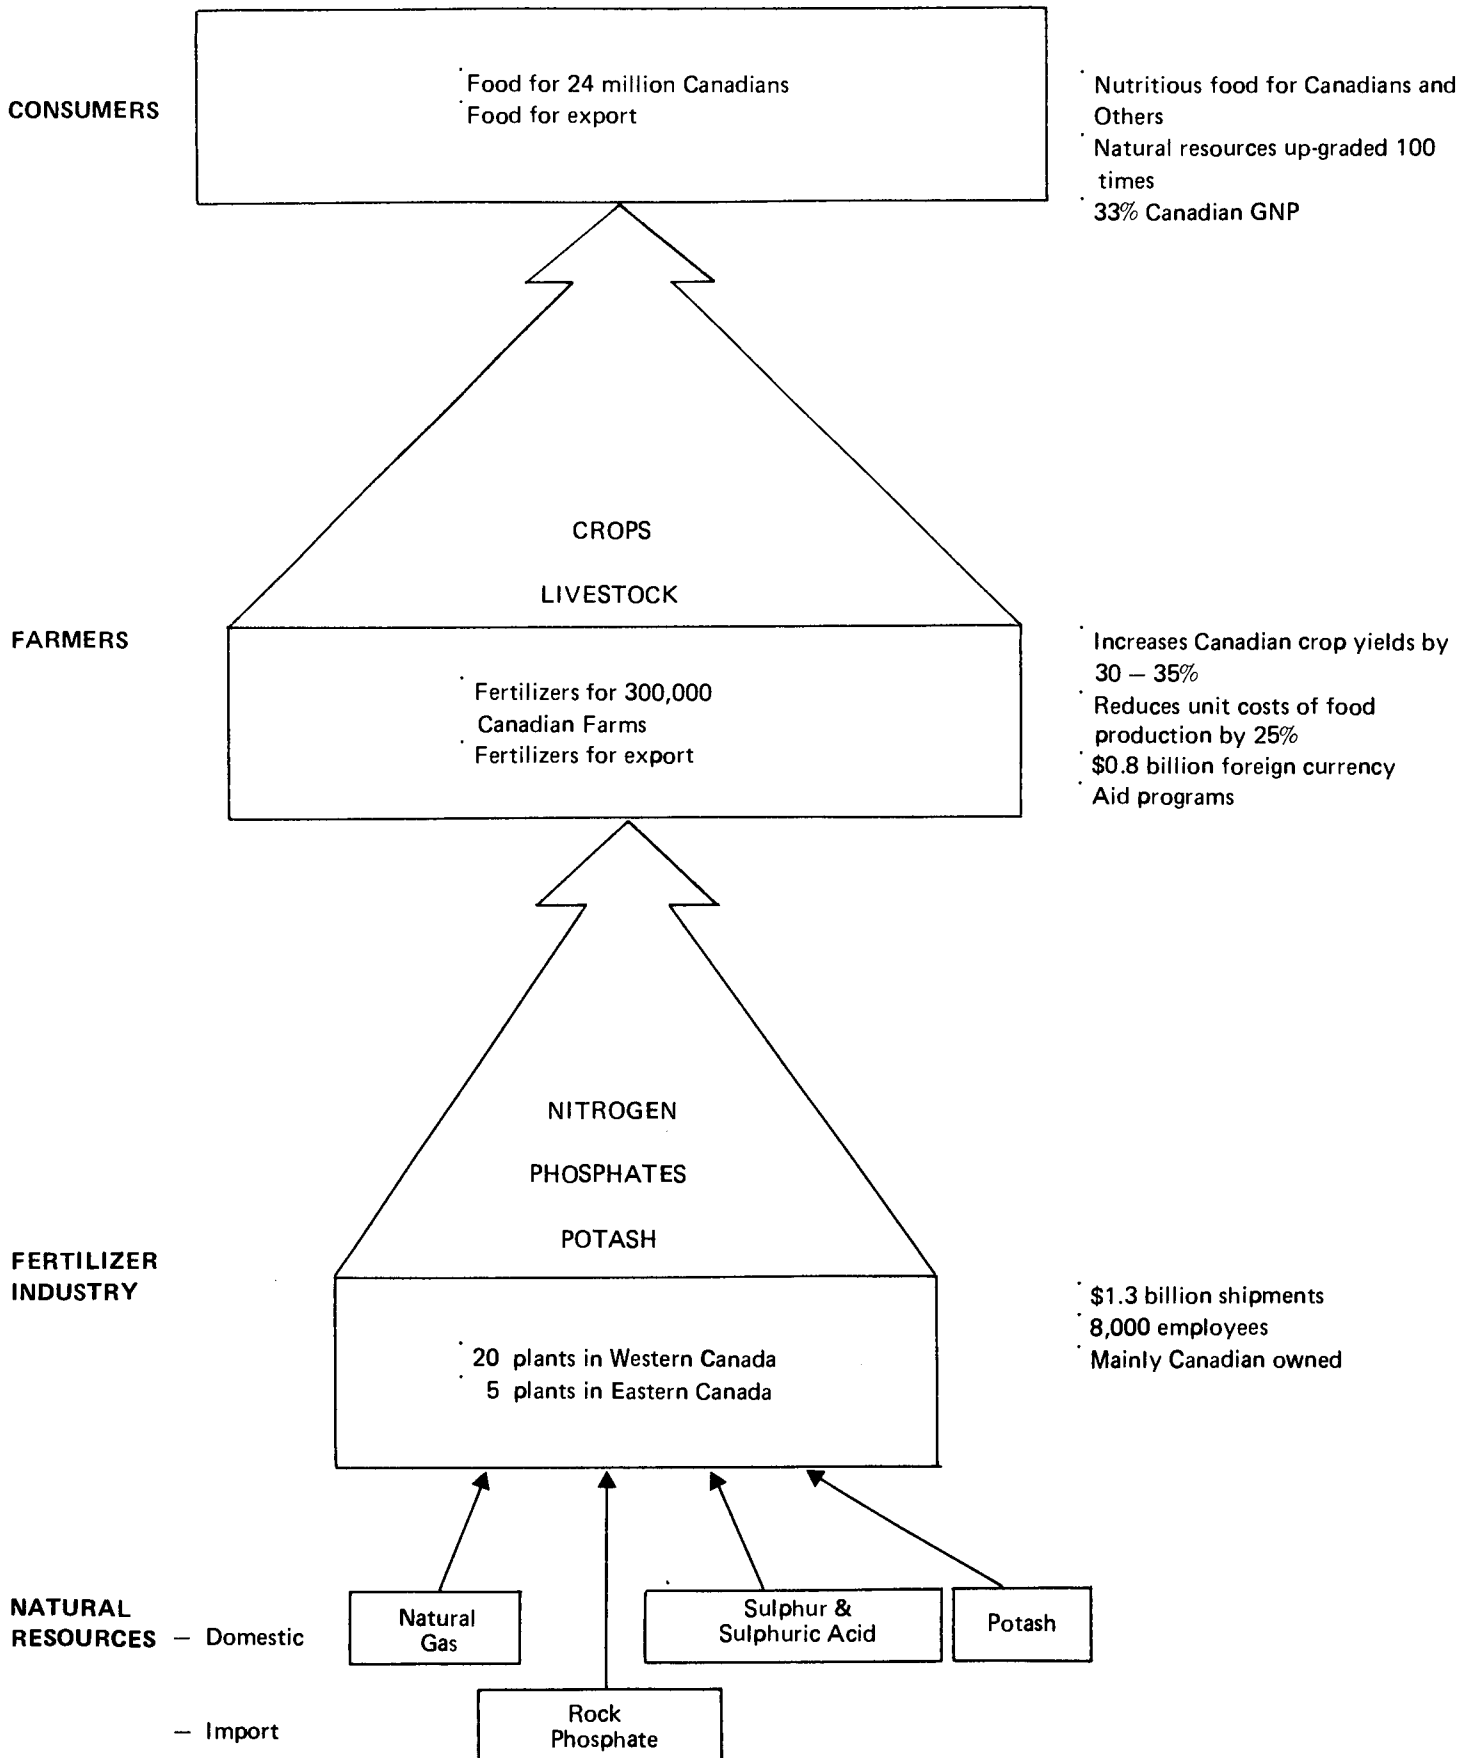 CONSUMERS
· Food for 24 million Canadians
· Food for export
· Nutritious food for Canadians and
Others
· Natural resources up-graded 100
times
· 33% Canadian GNP
CROPS
LIVESTOCK
FARMERS
· Fertilizers for 300,000
Canadian Farms
· Fertilizers for export
· Increases Canadian crop yields by
30 – 35%
· Reduces unit costs of food
production by 25%
· $0.8 billion foreign currency
· Aid programs
NITROGEN
PHOSPHATES
POTASH
FERTILIZER
INDUSTRY
· 20 plants in Western Canada
· 5 plants in Eastern Canada
· $1.3 billion shipments
· 8,000 employees
· Mainly Canadian owned
NATURAL
RESOURCES – Domestic
Natural
Gas
Sulphur &
Sulphuric Acid
Potash
– Import
Rock
Phosphate